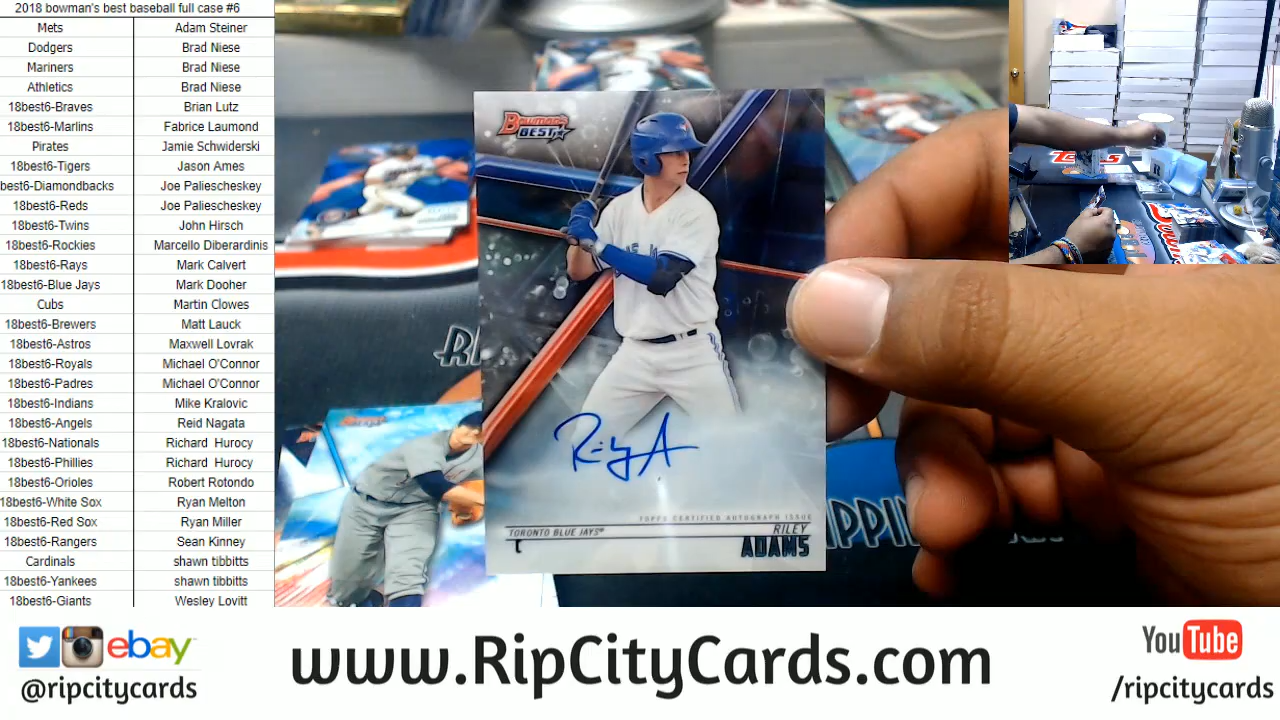 2018 bowman's best baseball full case #6
Mets Adam Steiner
Dodgers Brad Niese
Mariners Brad Niese
Athletics Brad Niese
18best6-Braves Brian Lutz
18best6-Marlins Fabrice Laumond
Pirates Jamie Schwiderski
18best6-Tigers Jason Ames
best6-Diamondbacks Joe Paliescheskey
18best6-Reds Joe Paliescheskey
18best6-Twins John Hirsch
18best6-Rockies Marcello Diberardinis
18best6-Rays Mark Calvert
18best6-Blue Jays Mark Dooher
Cubs Martin Clowes
18best6-Brewers Matt Lauck
18best6-Astros Maxwell Lovrak
18best6-Royals Michael O'Connor
18best6-Padres Michael O'Connor
18best6-Indians Mike Kralovic
18best6-Angels Reid Nagata
18best6-Nationals Richard Hurocy
18best6-Phillies Richard Hurocy
18best6-Orioles Robert Rotondo
18best6-White Sox Ryan Melton
18best6-Red Sox Ryan Miller
18best6-Rangers Sean Kinney
Cardinals shawn tibbitts
18best6-Yankees shawn tibbitts
18best6-Giants Wesley Lovitt
Bowman's
BEST
Riley A
TOPPS CERTIFIED AUTOGRAPH ISSUE
TORONTO BLUE JAYS® RILEY
C ADAMS
ebay
@ripcitycards
www.RipCityCards.com
YouTube
/ripcitycards